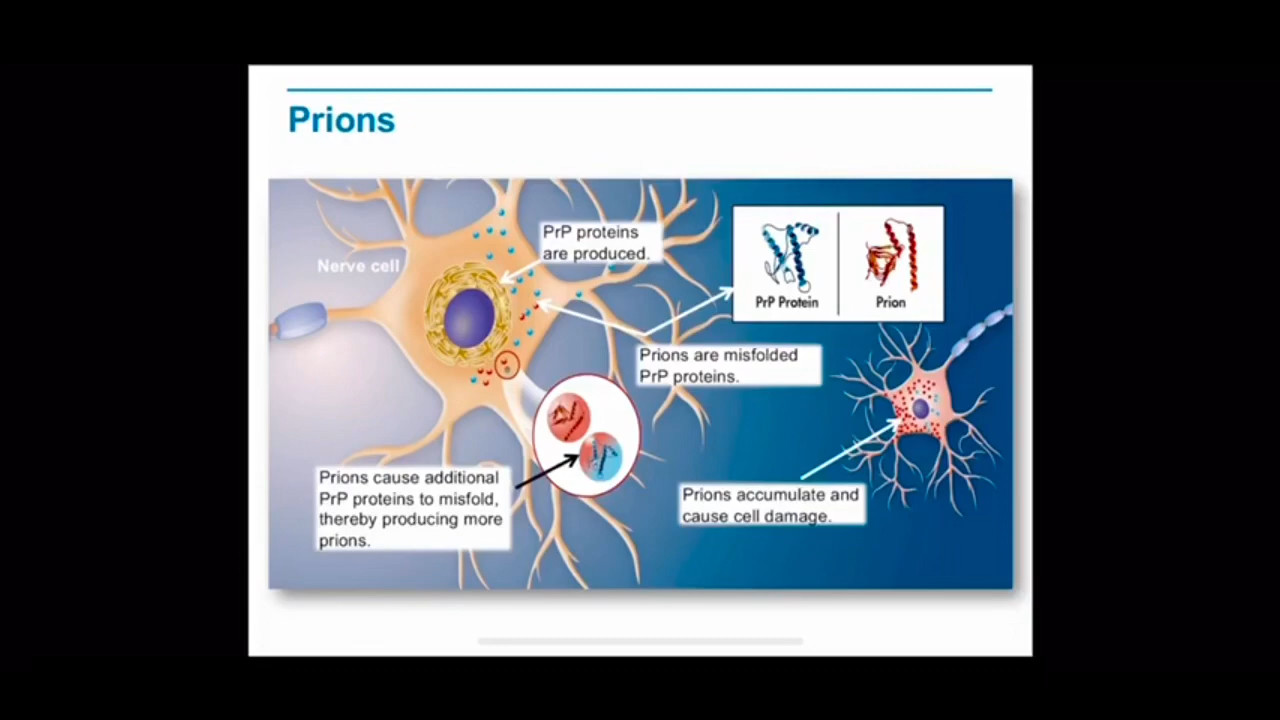 Prions
Nerve cell
PrP proteins
are produced.
PrP Protein
Prion
Prions are misfolded
PrP proteins.
Prions cause additional
PrP proteins to misfold,
thereby producing more
prions.
Prions accumulate and
cause cell damage.